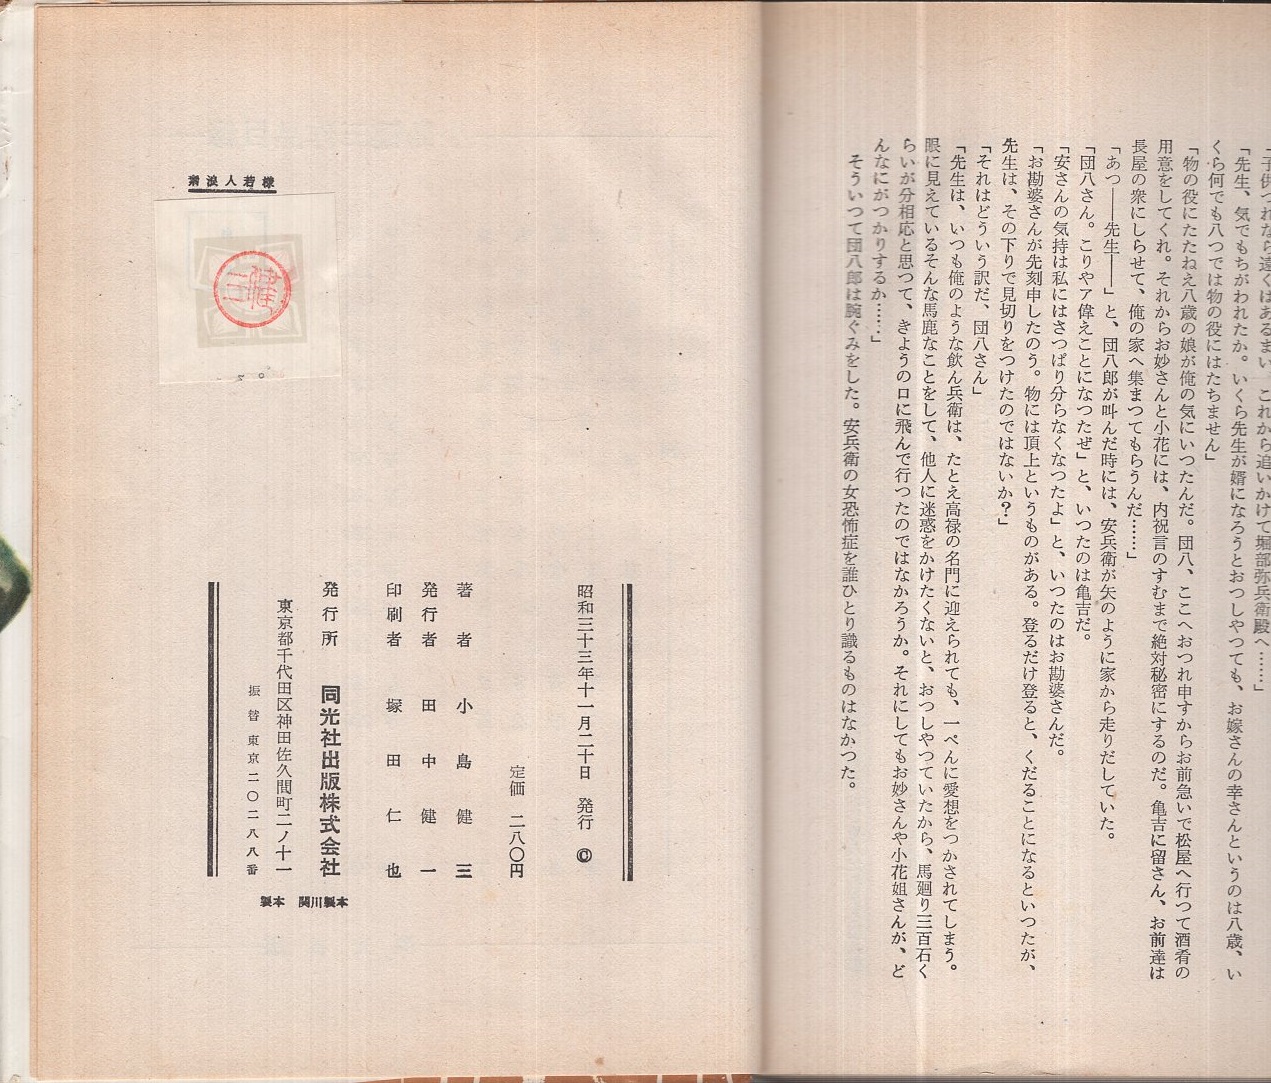 「子供づれなら遠くはあるまい。これから追いかけて堀部弥兵衛殿へ……」
「先生、気でもちがわれたか。いくら先生が婿になろうとおつしやつても、お嫁さんの幸さんというのは八歳、い
くら何でも八つでは物の役にはたちません」
「物の役にたたねえ八歳の娘が俺の気にいつたんだ。団八、ここへおつれ申すからお前急いで松屋へ行つて酒肴の
用意をしてくれ。それからお妙さんと小花には、内祝言のすむまで絶対秘密にするのだ。亀吉に留さん、お前達は
長屋の衆にしらせて、俺の家へ集まつてもらうんだ……」
「あつ――先生――」と、団八郎が叫んだ時には、安兵衛が矢のように家から走りだしていた。
「団八さん。こりやア偉えことになつたぜ」と、いつたのは亀吉だ。
「安さんの気持は私にはさつぱり分らなくなつたよ」と、いつたのはお勘婆さんだ。
「お勘婆さんが先刻申したのう。物には頂上というものがある。登るだけ登ると、くだることになるといつたが、
先生は、その下りで見切りをつけたのではないか？」
「それはどういう訳だ、団八さん」
「先生は、いつも俺のような飲ん兵衛は、たとえ高禄の名門に迎えられても、一ぺんに愛想をつかされてしまう。
眼に見えているそんな馬鹿なことをして、他人に迷惑をかけたくないと、おつしやつていたから、馬廻り三百石く
らいが分相応と思つて、きようのロに飛んで行つたのではなかろうか。それにしてもお妙さんや小花姐さんが、ど
んなにがつかりするか……」
そういつて団八郎は腕ぐみをした。安兵衛の女恐怖症を誰ひとり識るものはなかつた。
昭和三十三年十一月二十日　発行　©
定価　二八〇円
著者　小島健三
発行者　田中健一
印刷者　塚田仁也
発行所　同光社出版株式会社
東京都千代田区神田佐久間町二ノ十一
振替東京二〇二八八番
製本　関川製本
素浪人若様
健三